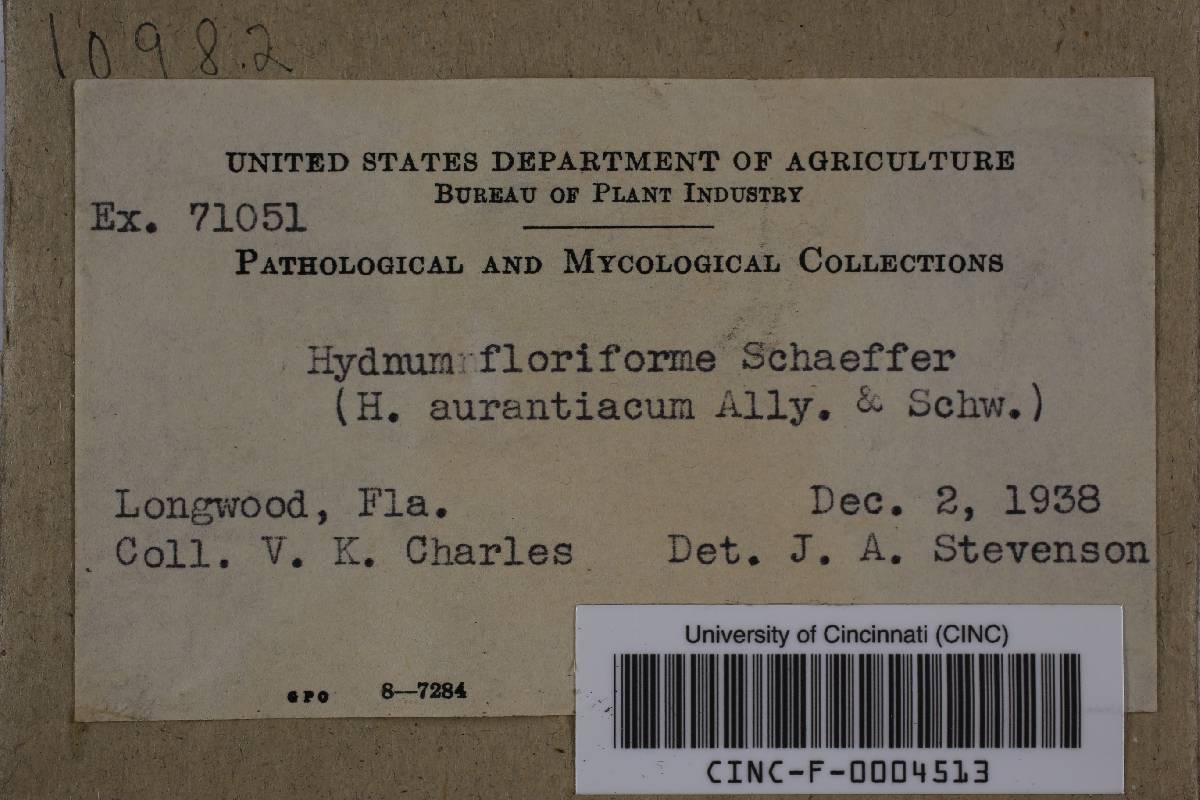 1098.2
UNITED STATES DEPARTMENT OF AGRICULTURE
BUREAU OF PLANT INDUSTRY
Ex. 71051
PATHOLOGICAL AND MYCOLOGICAL COLLECTIONS
Hydnum floriforme Schaeffer
(H. aurantiacum Ally. & Schw.)
Longwood, Fla. Dec. 2, 1938
Coll. V. K. Charles Det. J. A. Stevenson
GPO 8—7284
University of Cincinnati (CINC)
CINC-F-0004513